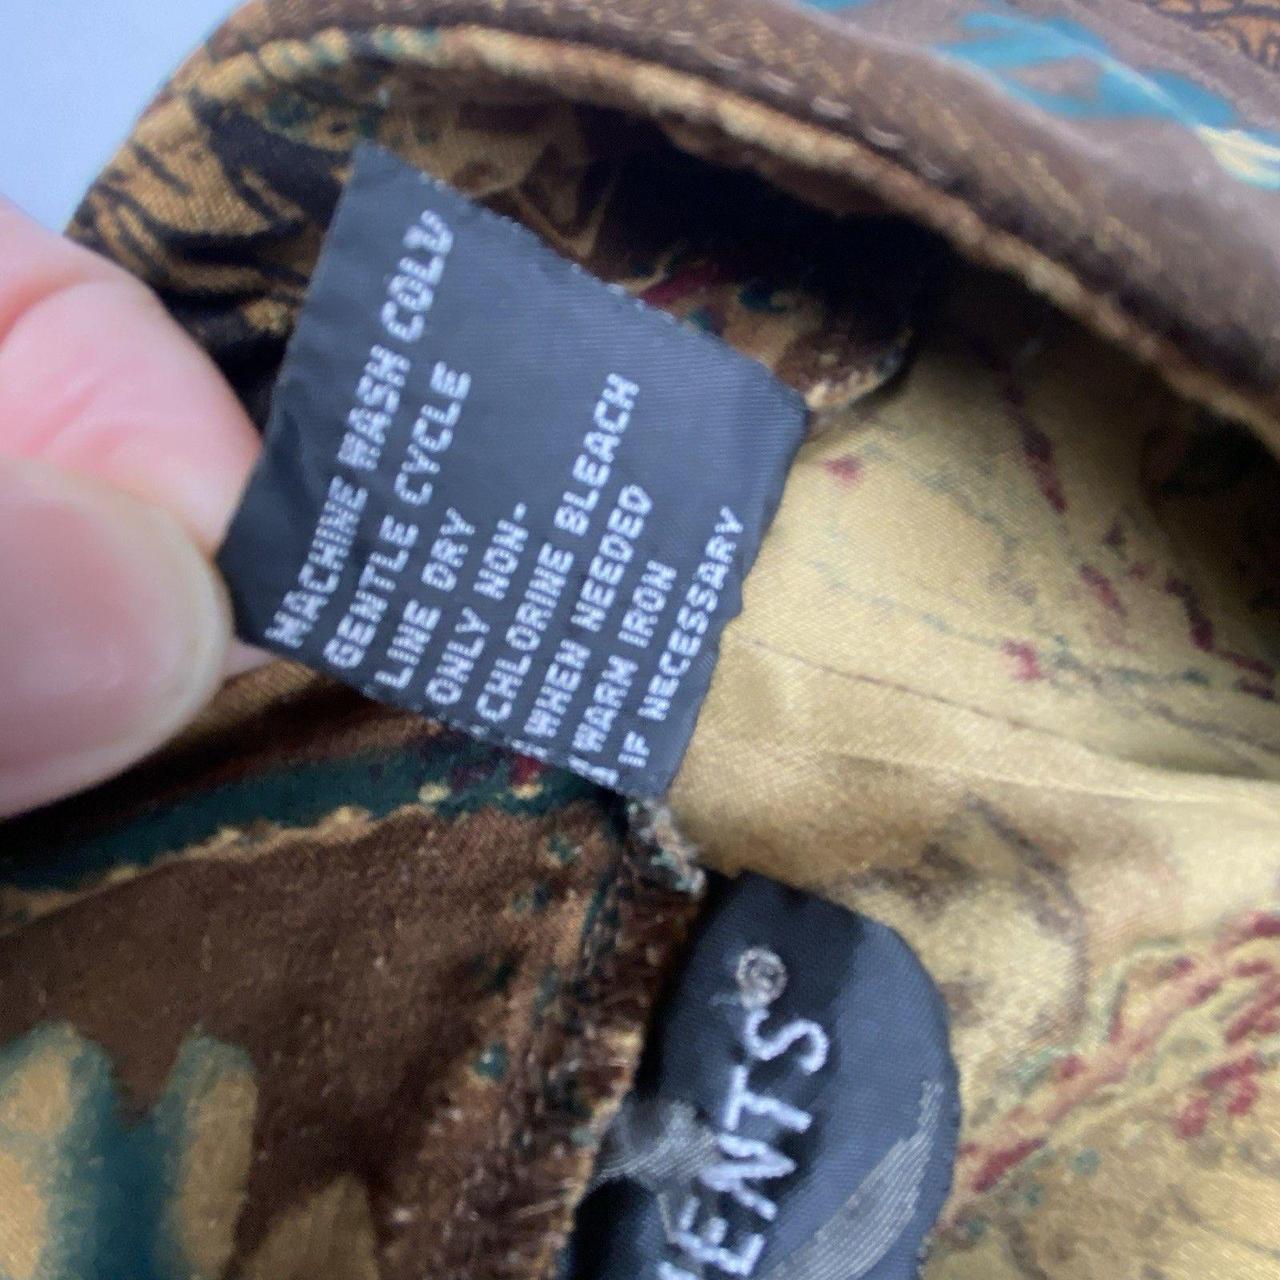 MACHINE WASH COLD
GENTLE CYCLE
LINE DRY
ONLY NON-
CHLORINE BLEACH
WHEN NEEDED
WARM IRON
IF NECESSARY
ENTS®